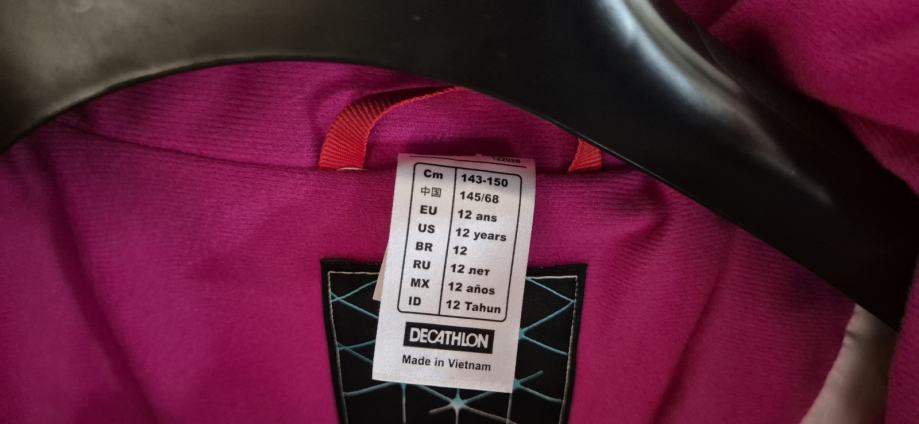 Cm 143-150
中国 145/68
EU 12 ans
US 12 years
BR 12
RU 12 лет
MX 12 años
ID 12 Tahun
DECATHLON
Made in Vietnam